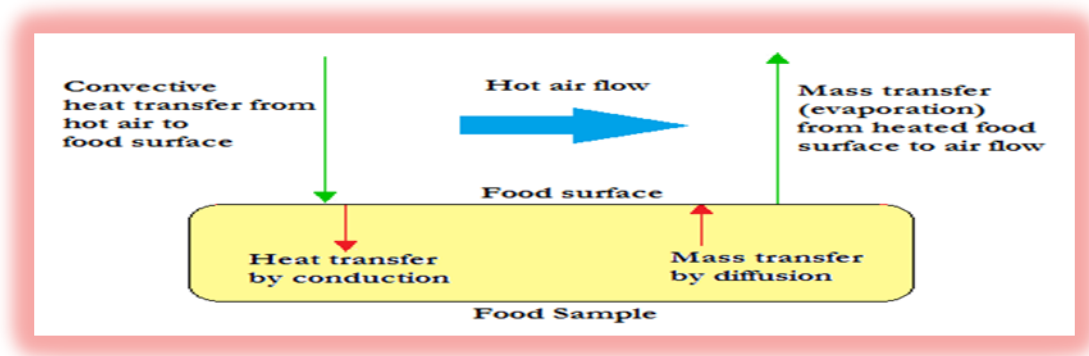 Convective
heat transfer from
hot air to
food surface
Hot air flow
Mass transfer
(evaporation)
from heated food
surface to air flow
Food surface
Heat transfer
by conduction
Mass transfer
by diffusion
Food Sample